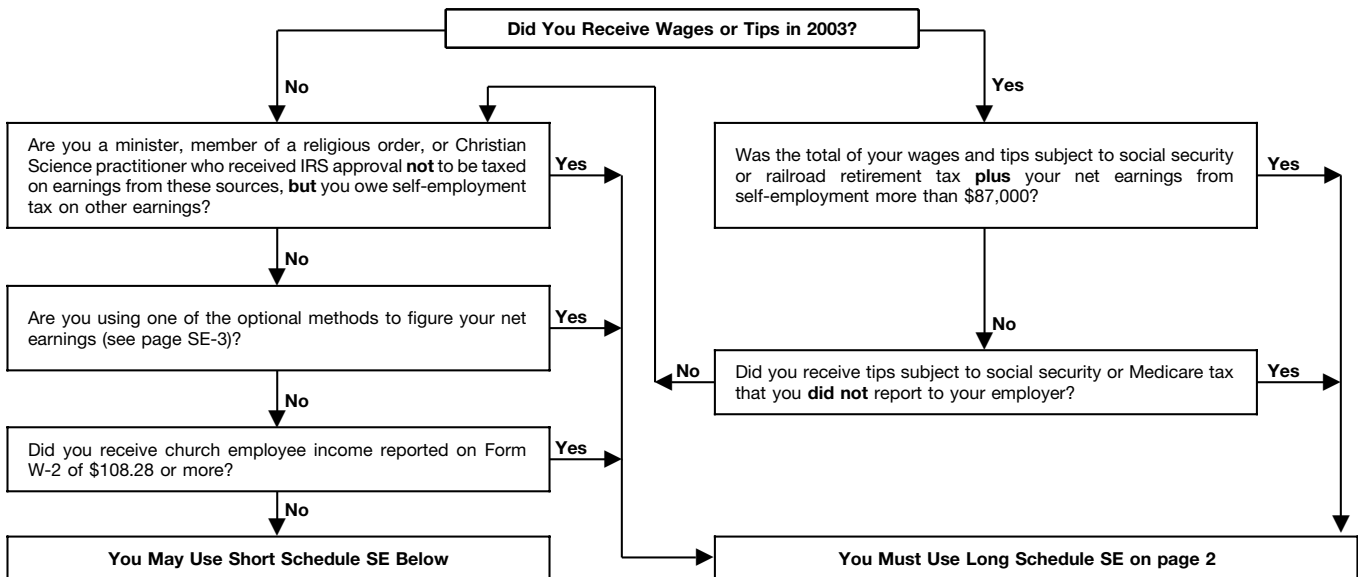 Did You Receive Wages or Tips in 2003?
No
Yes
Are you a minister, member of a religious order, or Christian
Science practitioner who received IRS approval not to be taxed
on earnings from these sources, but you owe self-employment
tax on other earnings?
Yes
Was the total of your wages and tips subject to social security
or railroad retirement tax plus your net earnings from
self-employment more than $87,000?
Yes
No
Are you using one of the optional methods to figure your net
earnings (see page SE-3)?
Yes
No
Did you receive tips subject to social security or Medicare tax
that you did not report to your employer?
No
Yes
No
Did you receive church employee income reported on Form
W-2 of $108.28 or more?
Yes
No
You May Use Short Schedule SE Below
You Must Use Long Schedule SE on page 2